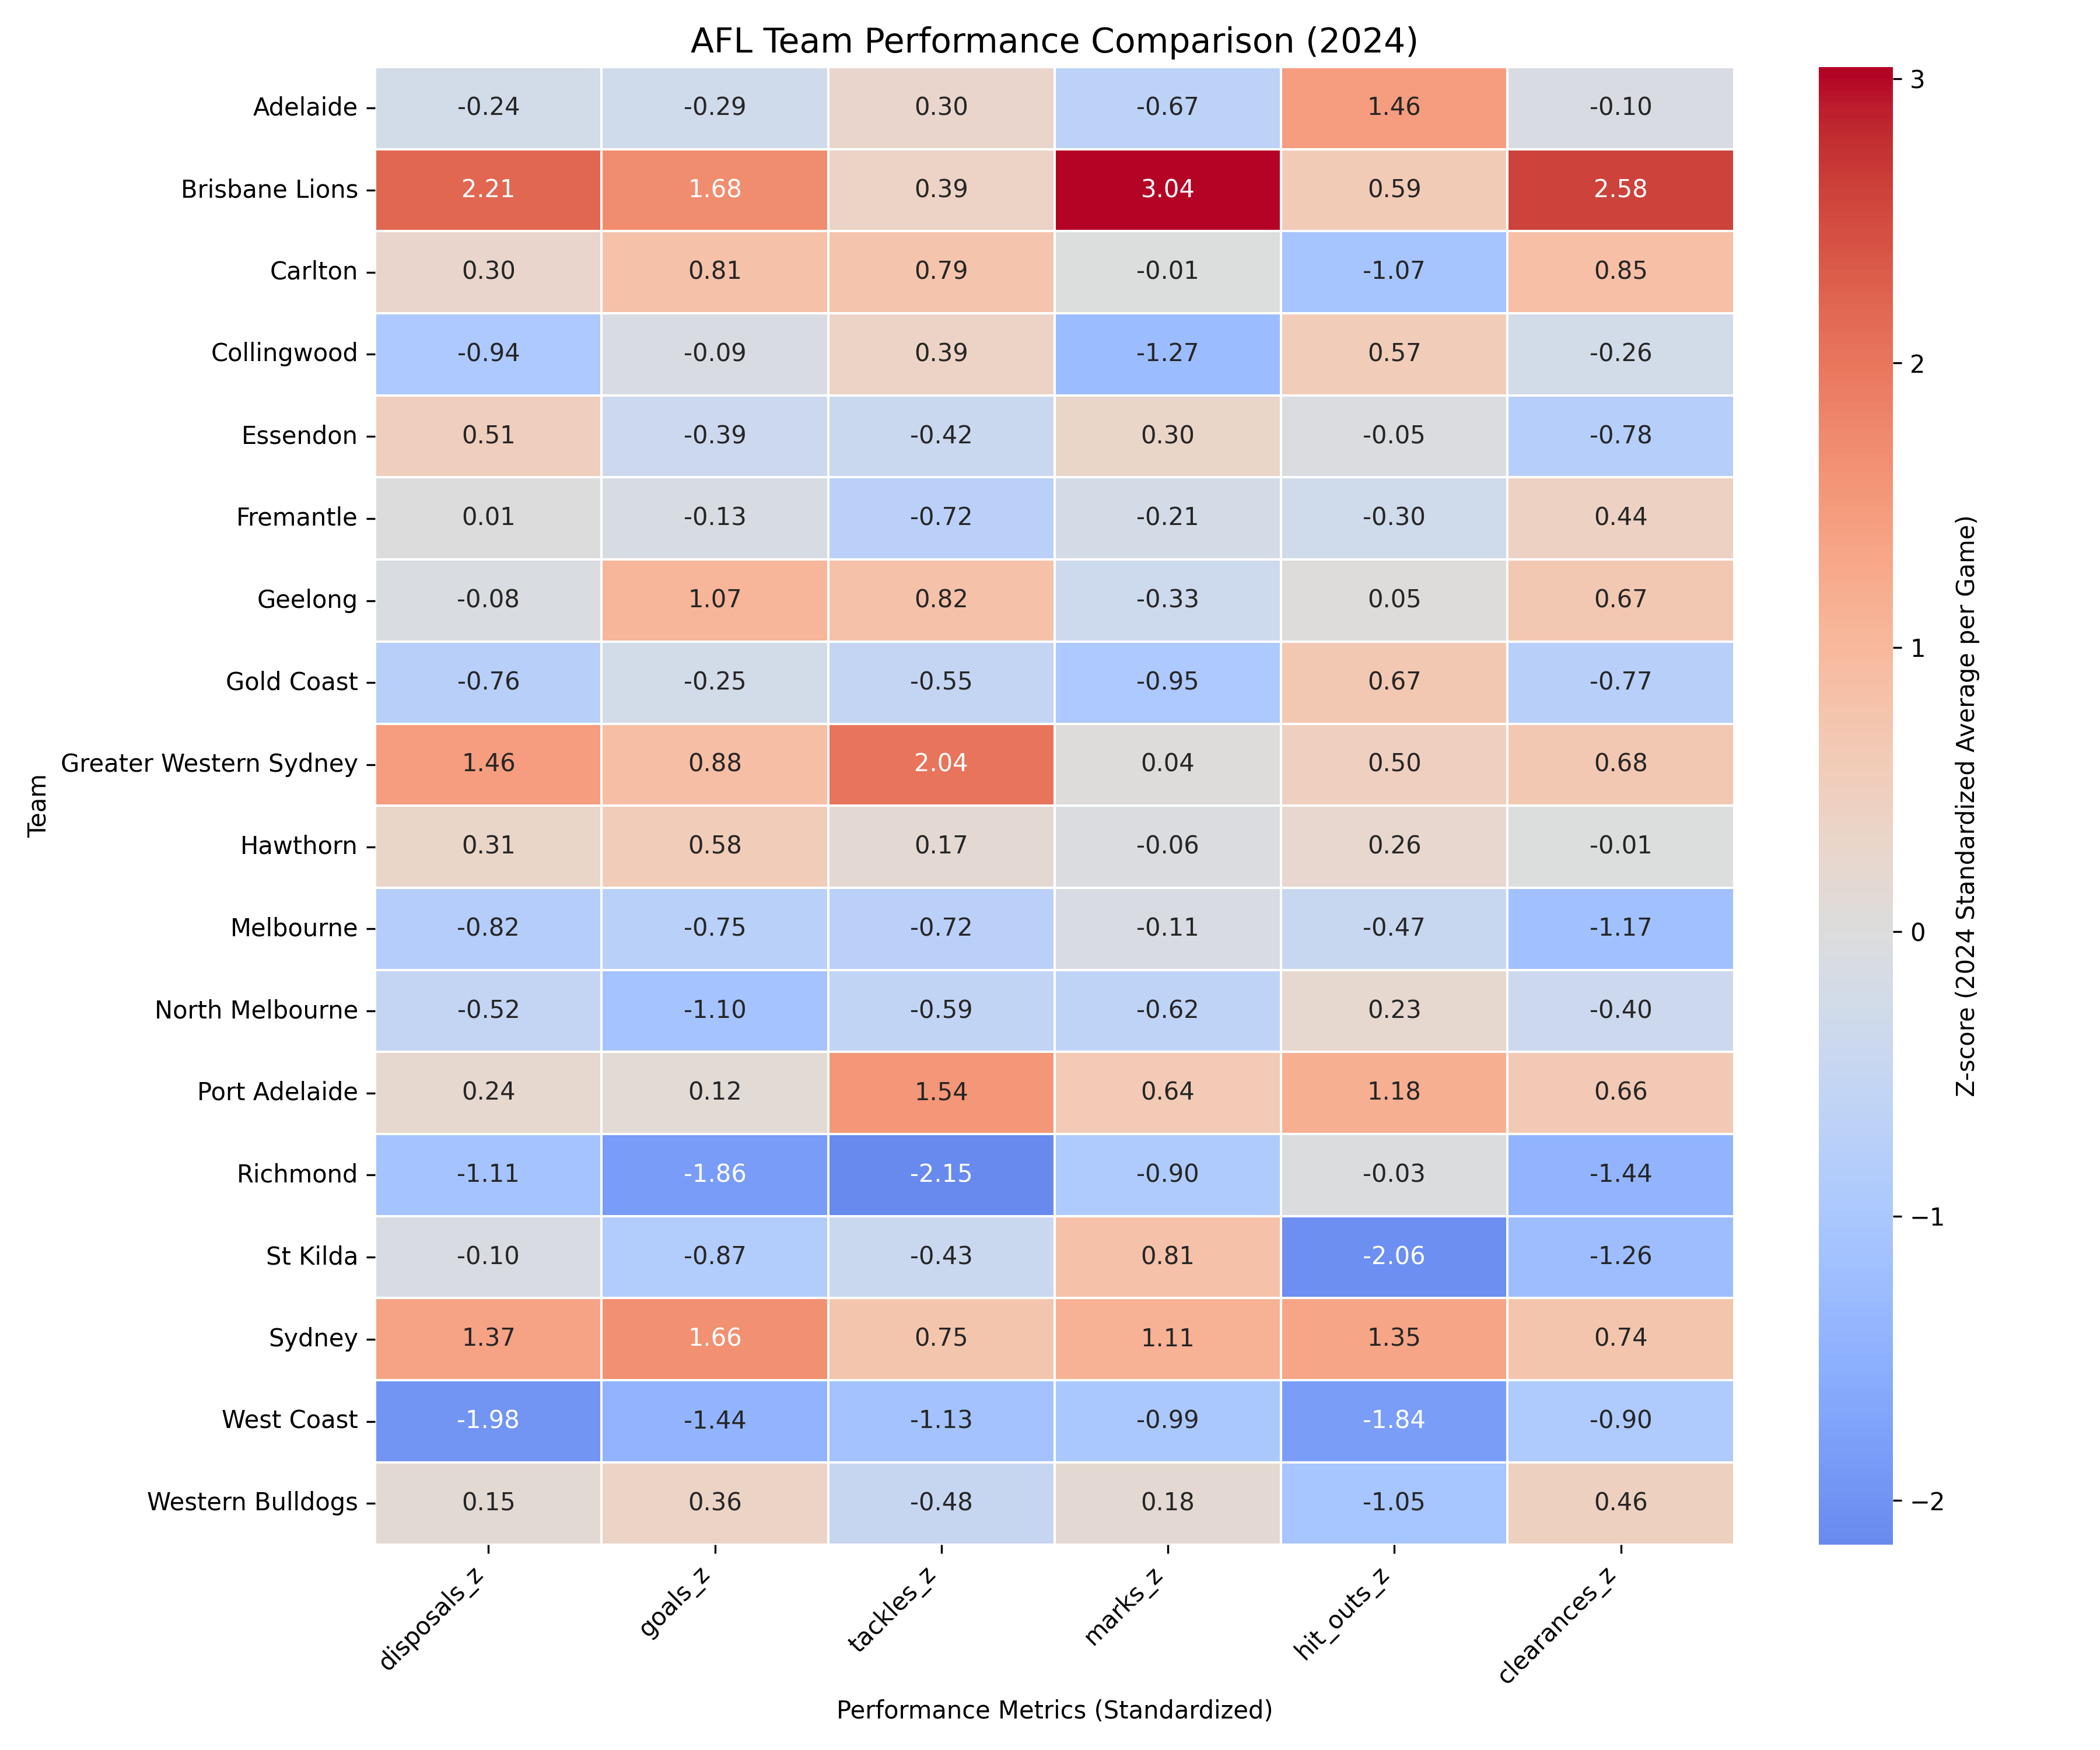 AFL Team Performance Comparison (2024)
Adelaide -0.24 -0.29 0.30 -0.67 1.46 -0.10
Brisbane Lions 2.21 1.68 0.39 3.04 0.59 2.58
Carlton 0.30 0.81 0.79 -0.01 -1.07 0.85
Collingwood -0.94 -0.09 0.39 -1.27 0.57 -0.26
Essendon 0.51 -0.39 -0.42 0.30 -0.05 -0.78
Fremantle 0.01 -0.13 -0.72 -0.21 -0.30 0.44
Geelong -0.08 1.07 0.82 -0.33 0.05 0.67
Gold Coast -0.76 -0.25 -0.55 -0.95 0.67 -0.77
Greater Western Sydney 1.46 0.88 2.04 0.04 0.50 0.68
Hawthorn 0.31 0.58 0.17 -0.06 0.26 -0.01
Melbourne -0.82 -0.75 -0.72 -0.11 -0.47 -1.17
North Melbourne -0.52 -1.10 -0.59 -0.62 0.23 -0.40
Port Adelaide 0.24 0.12 1.54 0.64 1.18 0.66
Richmond -1.11 -1.86 -2.15 -0.90 -0.03 -1.44
St Kilda -0.10 -0.87 -0.43 0.81 -2.06 -1.26
Sydney 1.37 1.66 0.75 1.11 1.35 0.74
West Coast -1.98 -1.44 -1.13 -0.99 -1.84 -0.90
Western Bulldogs 0.15 0.36 -0.48 0.18 -1.05 0.46
Team
disposals_z goals_z tackles_z marks_z hit_outs_z clearances_z
Performance Metrics (Standardized)
3
2
1
0
−1
−2
Z-score (2024 Standardized Average per Game)